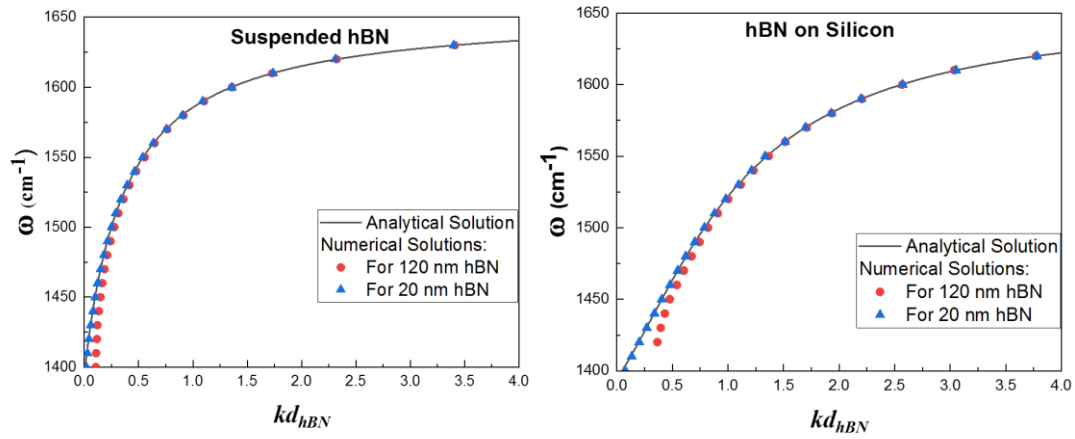 Suspended hBN
1650
1600
1550
1500
1450
1400
ω (cm⁻¹)
Analytical Solution
Numerical Solutions:
For 120 nm hBN
For 20 nm hBN
0.0 0.5 1.0 1.5 2.0 2.5 3.0 3.5 4.0
kd_hBN
hBN on Silicon
1650
1600
1550
1500
1450
1400
ω (cm⁻¹)
Analytical Solution
Numerical Solutions:
For 120 nm hBN
For 20 nm hBN
0.0 0.5 1.0 1.5 2.0 2.5 3.0 3.5 4.0
kd_hBN